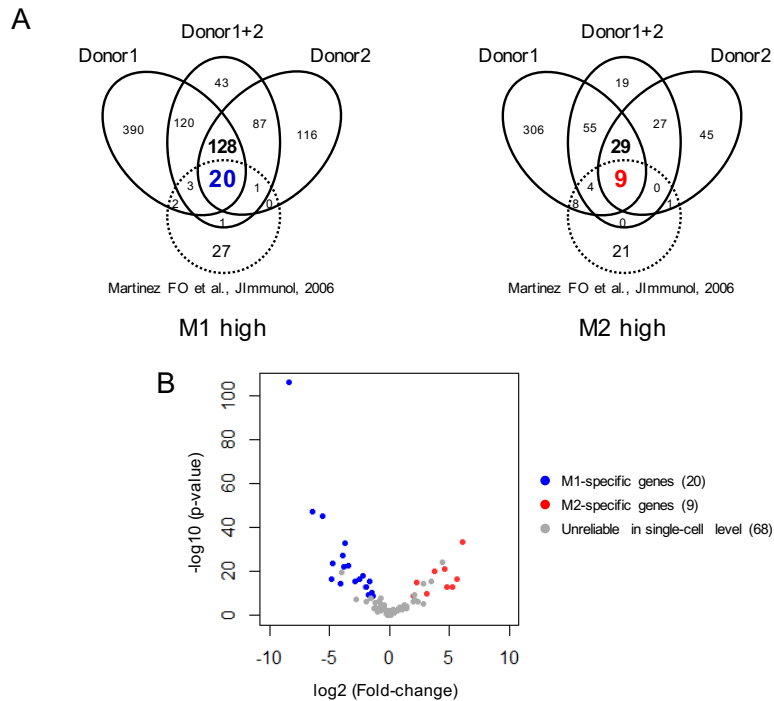 A
Donor1+2
Donor1
Donor2
43
120
87
390
116
128
20
3
1
2
0
1
27
Martinez FO et al., JImmunol, 2006
M1 high
Donor1+2
Donor1
Donor2
19
55
27
306
45
29
9
4
0
8
1
0
21
Martinez FO et al., JImmunol, 2006
M2 high
B
100
80
60
40
20
0
-log10 (p-value)
-10
-5
0
5
10
log2 (Fold-change)
M1-specific genes (20)
M2-specific genes (9)
Unreliable in single-cell level (68)